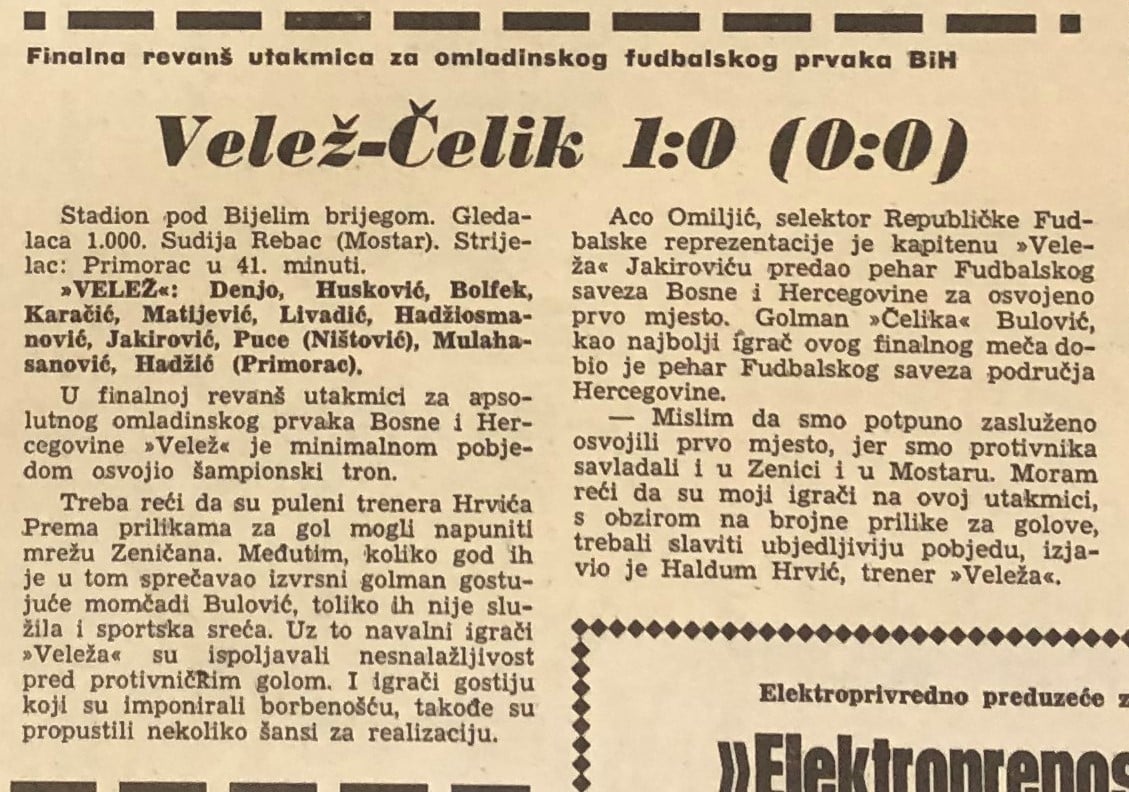 Finalna revanš utakmica za omladinskog fudbalskog prvaka BiH
Velež-Čelik 1:0 (0:0)
Stadion pod Bijelim brijegom. Gleda-
laca 1.000. Sudija Rebac (Mostar). Strije-
lac: Primorac u 41. minuti.
»VELEŽ«: Denjo, Husković, Bolfek,
Karačić, Matijević, Livadić, Hadžiosma-
nović, Jakirović, Puce (Ništović), Mulaha-
sanović, Hadžić (Primorac).
U finalnoj revanš utakmici za apso-
lutnog omladinskog prvaka Bosne i Her-
cegovine »Velež« je minimalnom pobje-
dom osvojio šampionski tron.
Treba reći da su puleni trenera Hrvića
Prema prilikama za gol mogli napuniti
mrežu Zeničana. Međutim, koliko god ih
je u tom sprečavao izvrsni golman gostu-
juće momčadi Bulović, toliko ih nije slu-
žila i sportska sreća. Uz to navalni igrači
»Veleža« su ispoljavali nesnalažljivost
pred protivničkim golom. I igrači gostiju
koji su imponirali borbenošću, takođe su
propustili nekoliko šansi za realizaciju.
Aco Omiljić, selektor Republičke Fud-
balske reprezentacije je kapitenu »Vele-
ža« Jakiroviću predao pehar Fudbalskog
saveza Bosne i Hercegovine za osvojeno
prvo mjesto. Golman »Čelika« Bulović,
kao najbolji igrač ovog finalnog meča do-
bio je pehar Fudbalskog saveza područja
Hercegovine.
— Mislim da smo potpuno zasluženo
osvojili prvo mjesto, jer smo protivnika
savladali i u Zenici i u Mostaru. Moram
reći da su moji igrači na ovoj utakmici,
s obzirom na brojne prilike za golove,
trebali slaviti ubjedljiviju pobjedu, izja-
vio je Haldum Hrvić, trener »Veleža«.
Elektroprivredno preduzeće z
»Elektroprenos